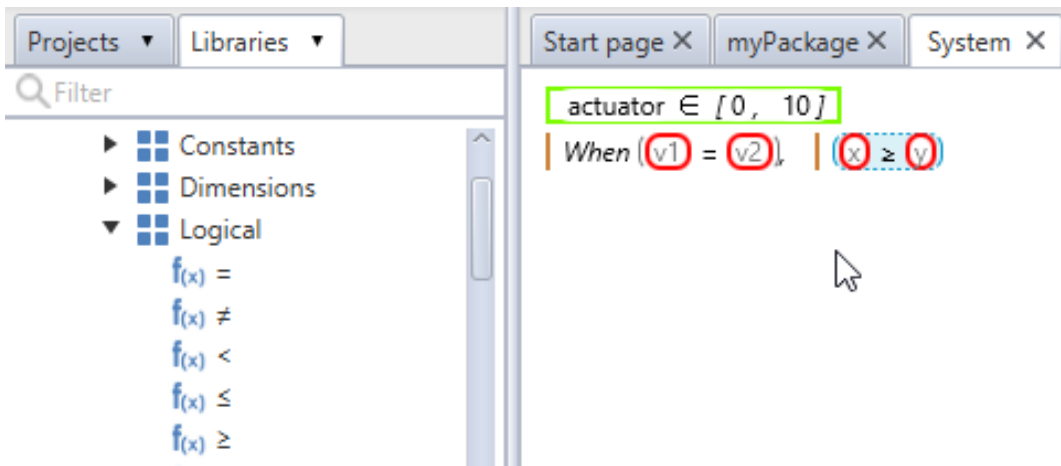 Projects ▼ Libraries ▼
Filter
Constants
Dimensions
Logical
f(x) =
f(x) ≠
f(x) <
f(x) ≤
f(x) ≥
Start page × myPackage × System ×
actuator ∈ [0, 10]
When (v1 = v2), (x ≥ y)